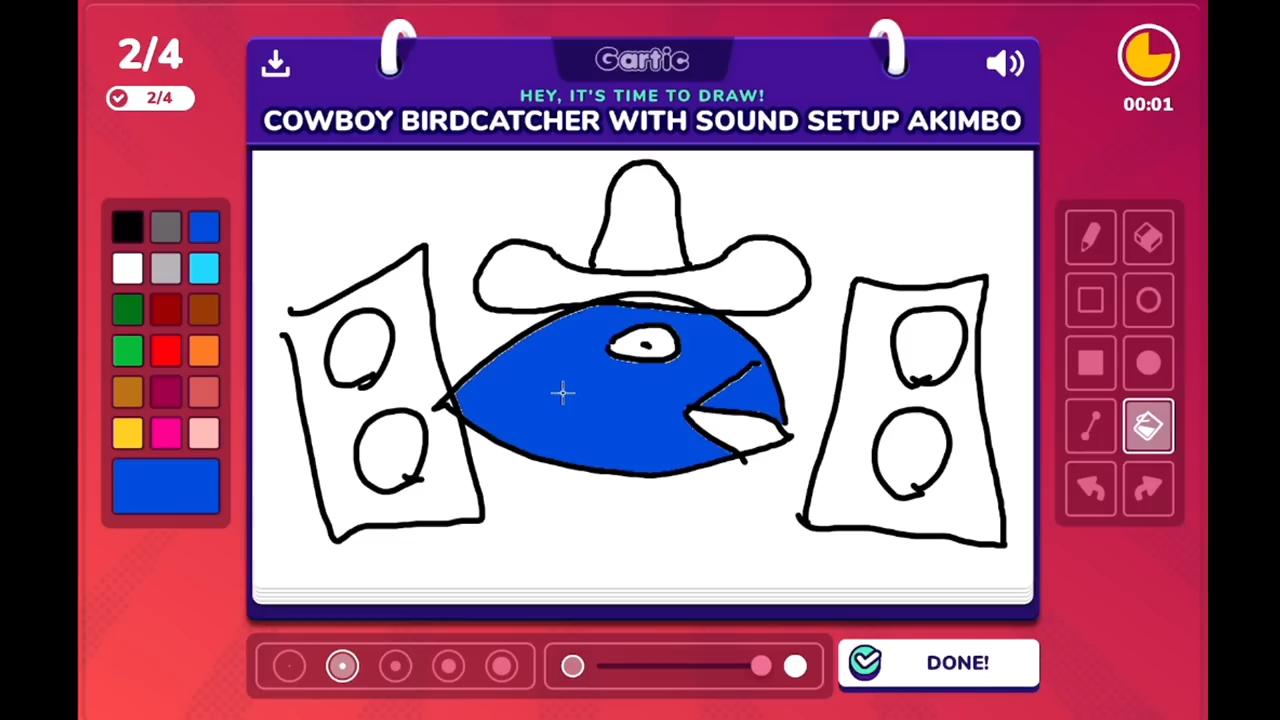 2/4
2/4
Gartic
HEY, IT'S TIME TO DRAW!
COWBOY BIRDCATCHER WITH SOUND SETUP AKIMBO
00:01
DONE!